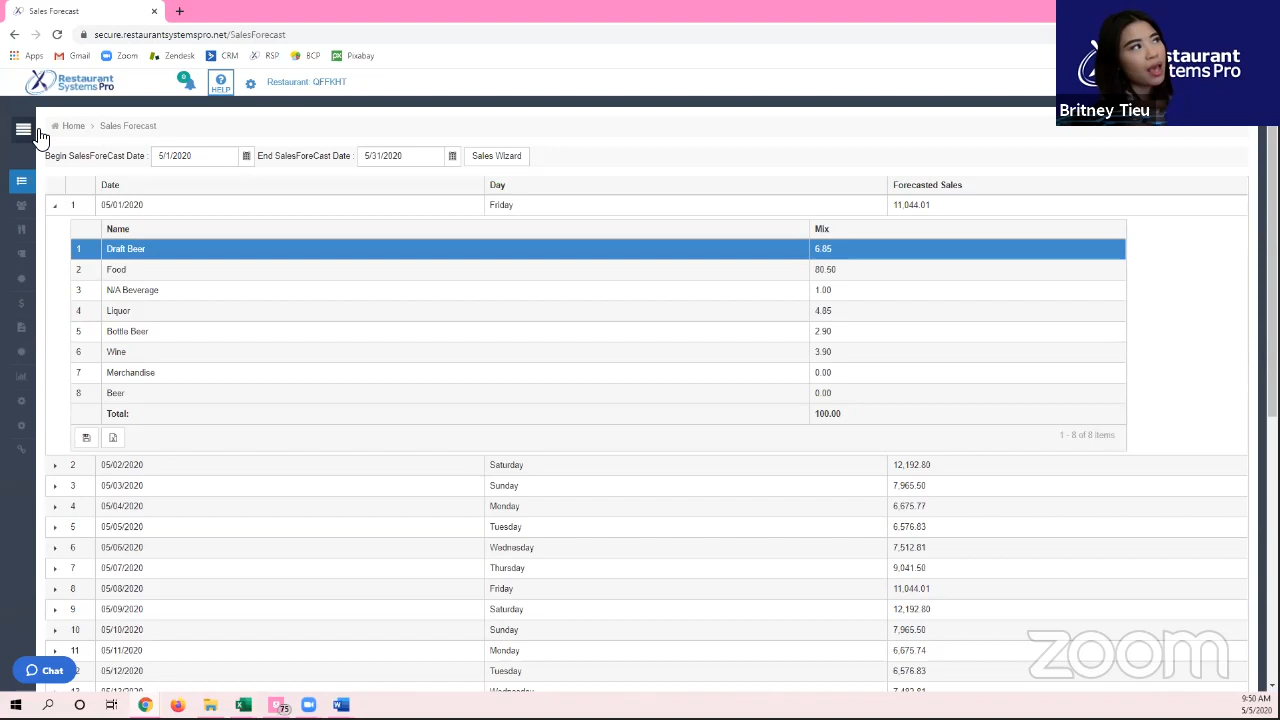 Sales Forecast
secure.restaurantsystemspro.net/SalesForecast
Apps Gmail Zoom Zendesk CRM RSP BCP Pixabay
Restaurant Systems Pro
0
HELP
Restaurant: QFFKHT
Britney Tieu
Home > Sales Forecast
Begin SalesForeCast Date : 5/1/2020 End SalesForeCast Date : 5/31/2020 Sales Wizard
Date Day Forecasted Sales
1 05/01/2020 Friday 11,044.01
Name Mix
1 Draft Beer 6.85
2 Food 80.50
3 N/A Beverage 1.00
4 Liquor 4.85
5 Bottle Beer 2.90
6 Wine 3.90
7 Merchandise 0.00
8 Beer 0.00
Total: 100.00
1 - 8 of 8 items
2 05/02/2020 Saturday 12,192.80
3 05/03/2020 Sunday 7,965.50
4 05/04/2020 Monday 6,675.77
5 05/05/2020 Tuesday 6,576.83
6 05/06/2020 Wednesday 7,512.81
7 05/07/2020 Thursday 9,041.50
8 05/08/2020 Friday 11,044.01
9 05/09/2020 Saturday 12,192.80
10 05/10/2020 Sunday 7,965.50
11 05/11/2020 Monday 6,675.74
05/12/2020 Tuesday 6,576.83
Chat
zoom
75
9:50 AM
5/5/2020